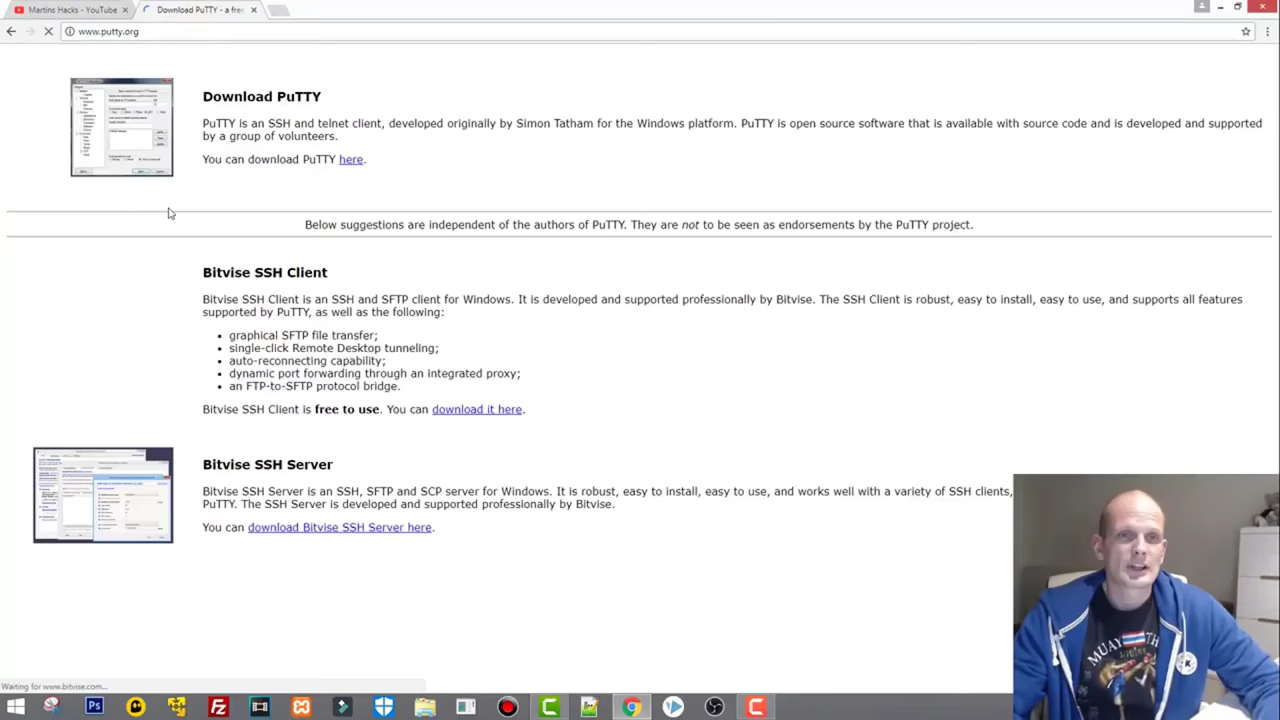 Martins Hacks - YouTube
Download PuTTY - a free
www.putty.org
Download PuTTY
PuTTY is an SSH and telnet client, developed originally by Simon Tatham for the Windows platform. PuTTY is open source software that is available with source code and is developed and supported
by a group of volunteers.
You can download PuTTY here.
Below suggestions are independent of the authors of PuTTY. They are not to be seen as endorsements by the PuTTY project.
Bitvise SSH Client
Bitvise SSH Client is an SSH and SFTP client for Windows. It is developed and supported professionally by Bitvise. The SSH Client is robust, easy to install, easy to use, and supports all features
supported by PuTTY, as well as the following:
• graphical SFTP file transfer;
• single-click Remote Desktop tunneling;
• auto-reconnecting capability;
• dynamic port forwarding through an integrated proxy;
• an FTP-to-SFTP protocol bridge.
Bitvise SSH Client is free to use. You can download it here.
Bitvise SSH Server
Bitvise SSH Server is an SSH, SFTP and SCP server for Windows. It is robust, easy to install, easy to use, and works well with a variety of SSH clients,
PuTTY. The SSH Server is developed and supported professionally by Bitvise.
You can download Bitvise SSH Server here.
MUAY TH
Waiting for www.bitvise.com...
Ps
Fz